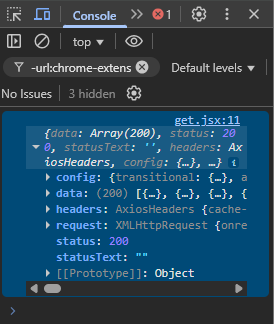 Console
1
top
-url:chrome-extens
Default levels
No Issues
3 hidden
get.jsx:11
{data: Array(200), status: 20
0, statusText: '', headers: Ax
iosHeaders, config: {…}, …} i
config: {transitional: {…}, a
data: (200) [{…}, {…}, {…}, {
headers: AxiosHeaders {cache-
request: XMLHttpRequest {onre
status: 200
statusText: ""
[[Prototype]]: Object